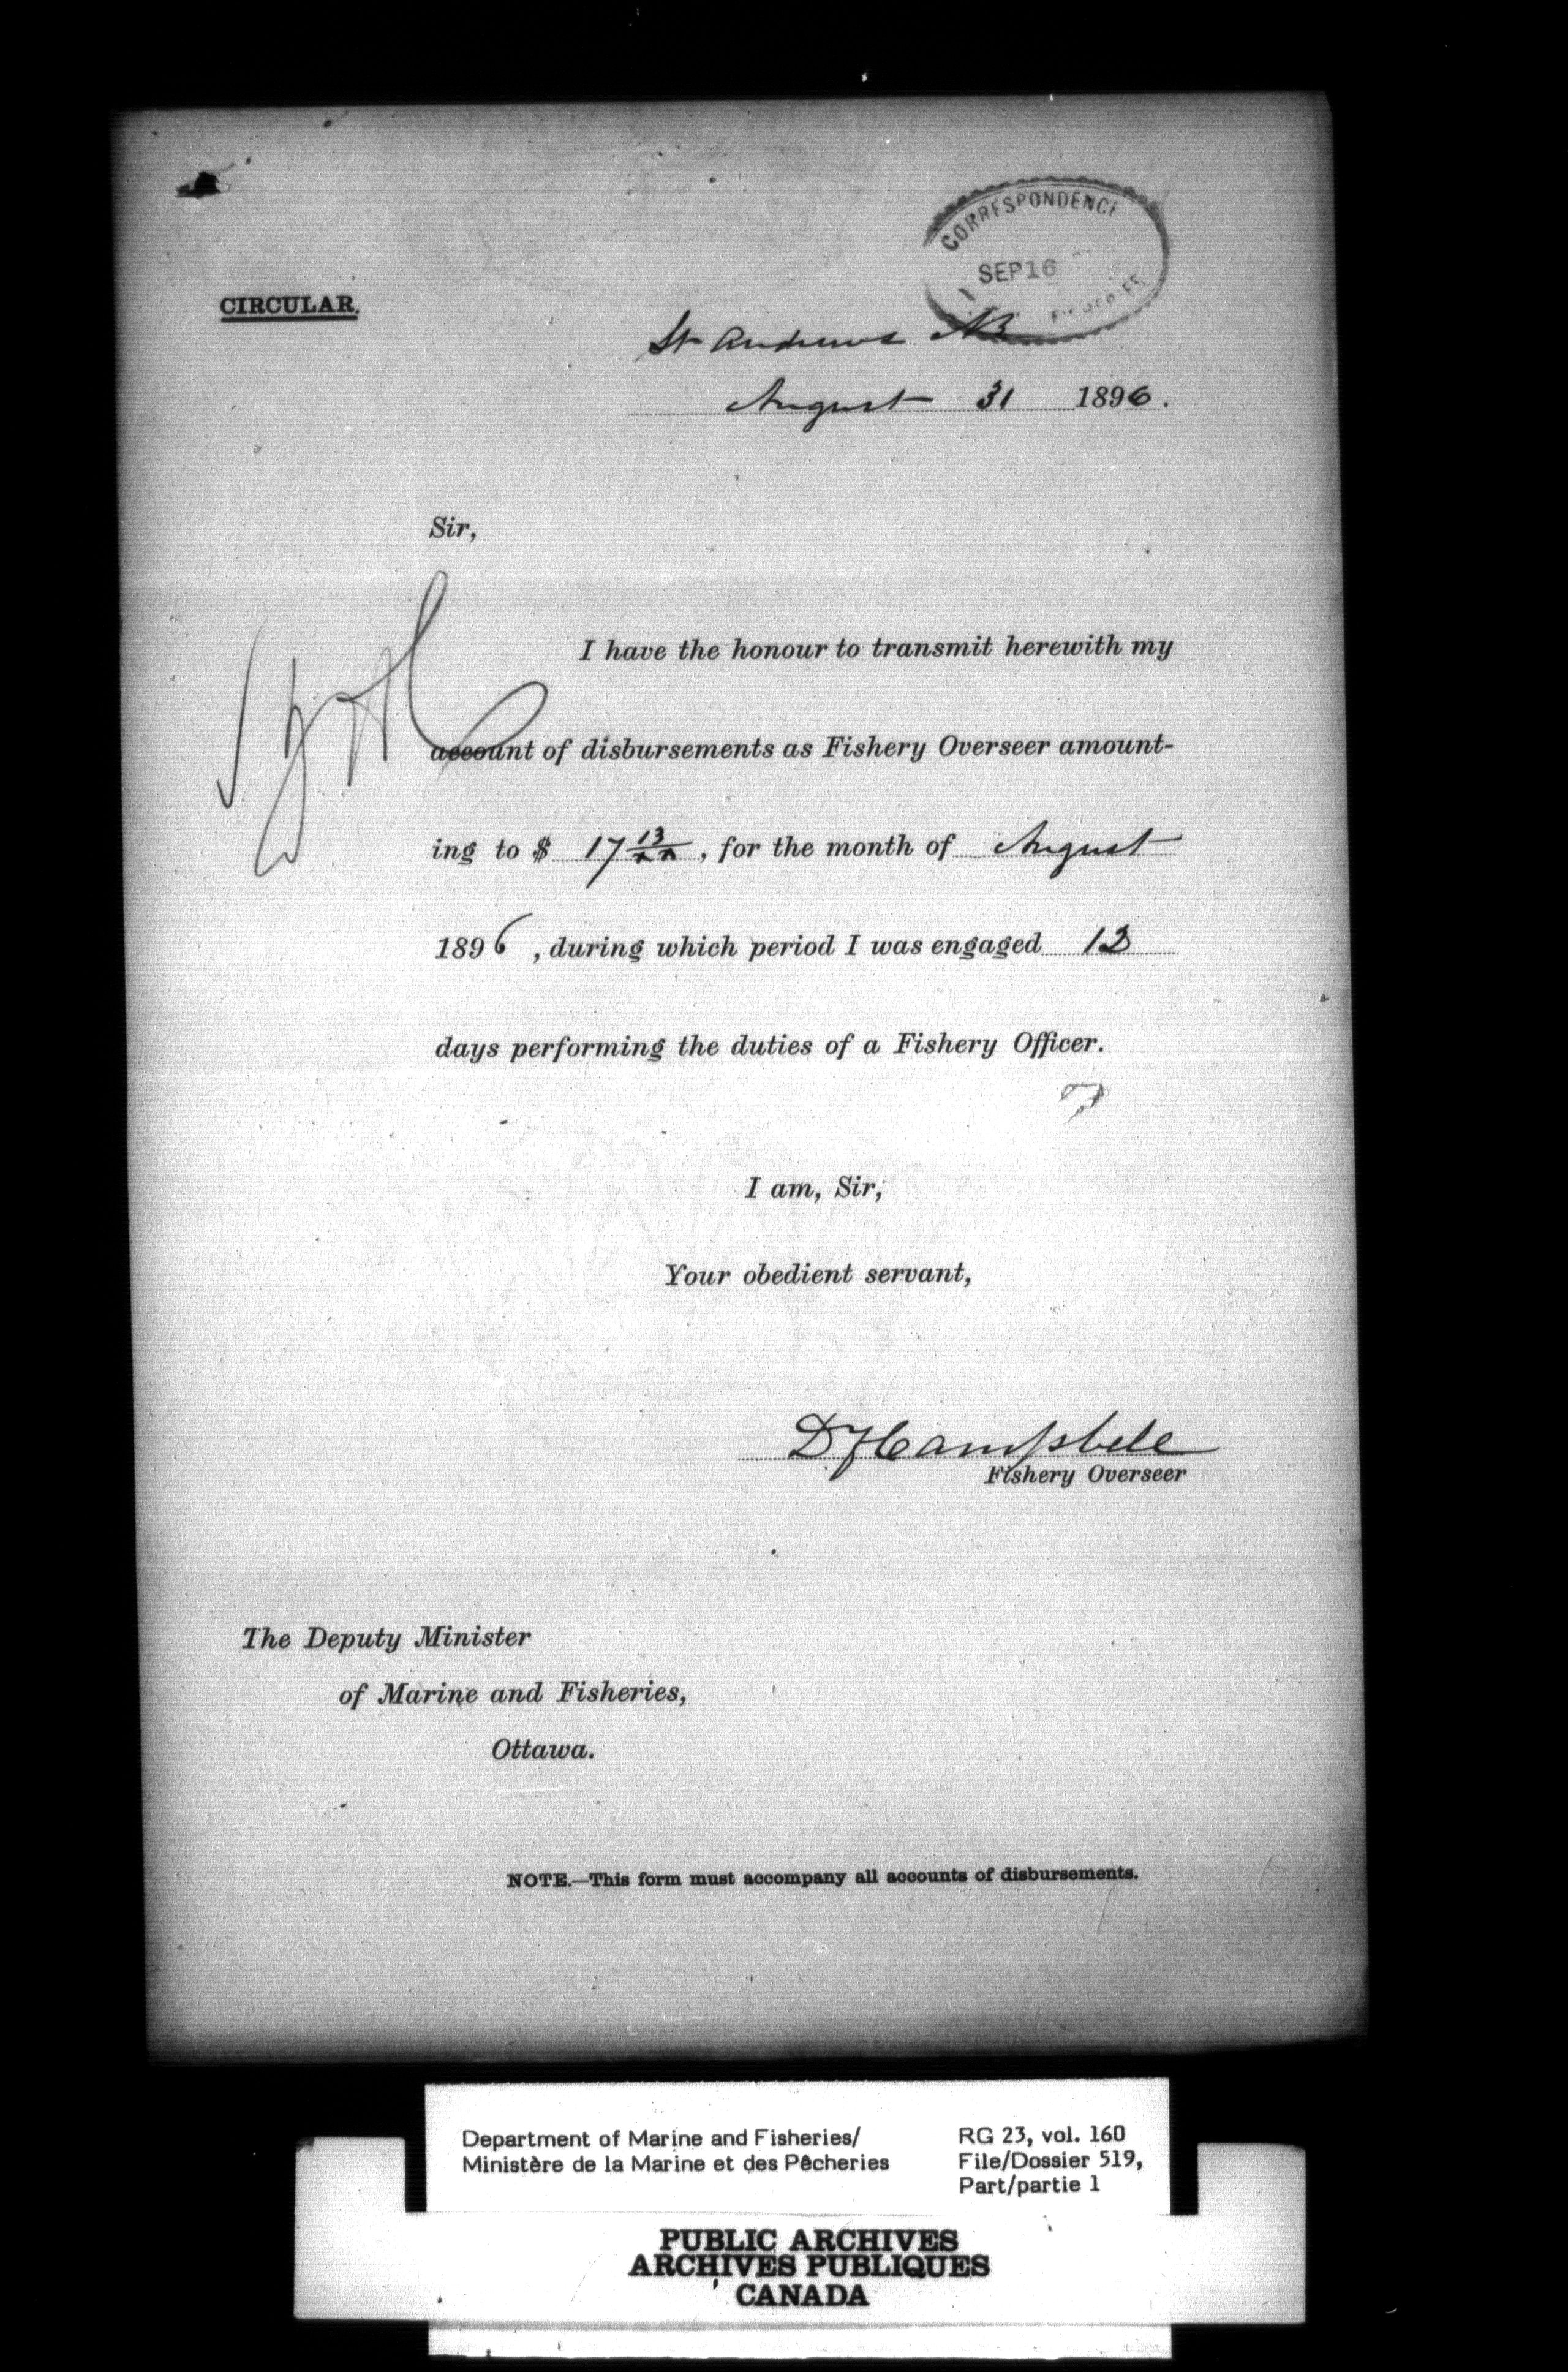 CORRESPONDENCE
SEP 16
CIRCULAR.
St Andrews NB
August 31 1896.
Sir,
I have the honour to transmit herewith my
account of disbursements as Fishery Overseer amount-
ing to $ 17 13/xx, for the month of August
1896, during which period I was engaged 12
days performing the duties of a Fishery Officer.
I am, Sir,
Your obedient servant,
D F Campbell
Fishery Overseer
The Deputy Minister
of Marine and Fisheries,
Ottawa.
NOTE.—This form must accompany all accounts of disbursements.
Department of Marine and Fisheries/
Ministère de la Marine et des Pêcheries
RG 23, vol. 160
File/Dossier 519,
Part/partie 1
PUBLIC ARCHIVES
ARCHIVES PUBLIQUES
CANADA